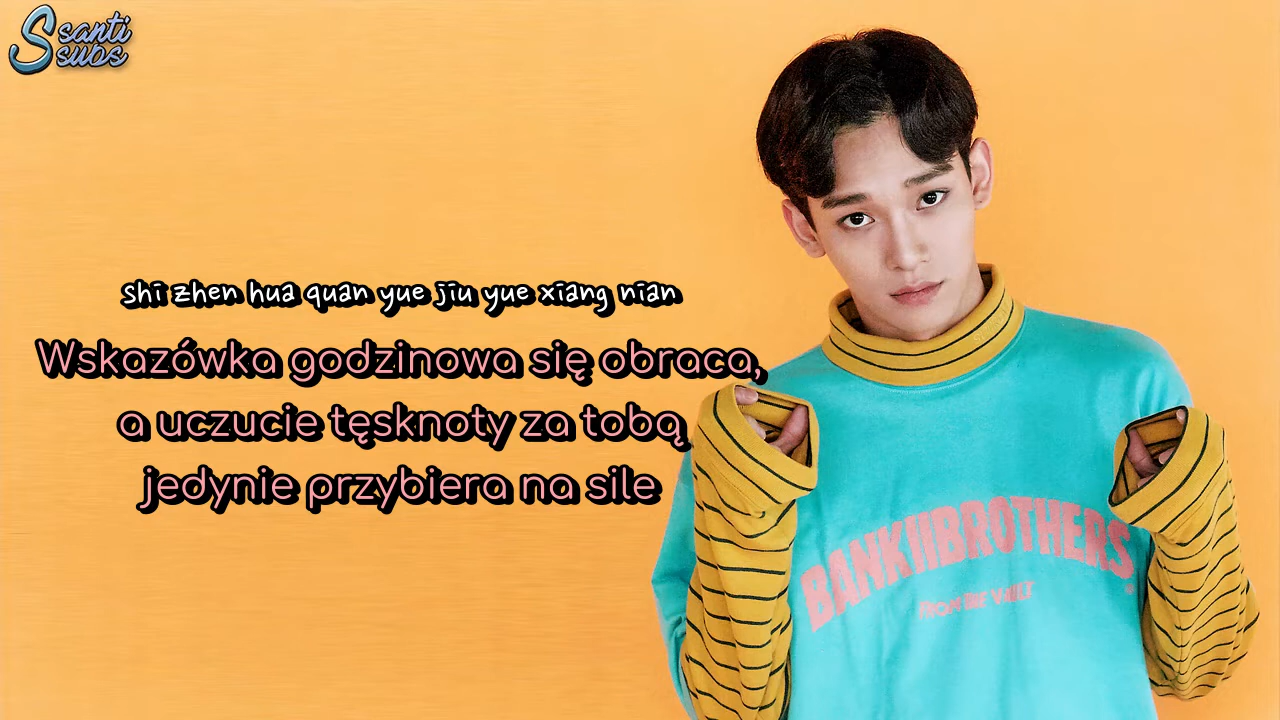 Ssanti
subs
shi zhen hua quan yue jiu yue xiang nian
Wskazówka godzinowa się obraca,
a uczucie tęsknoty za tobą
jedynie przybiera na sile
BANKIIBROTHERS
FROM THE VAULT